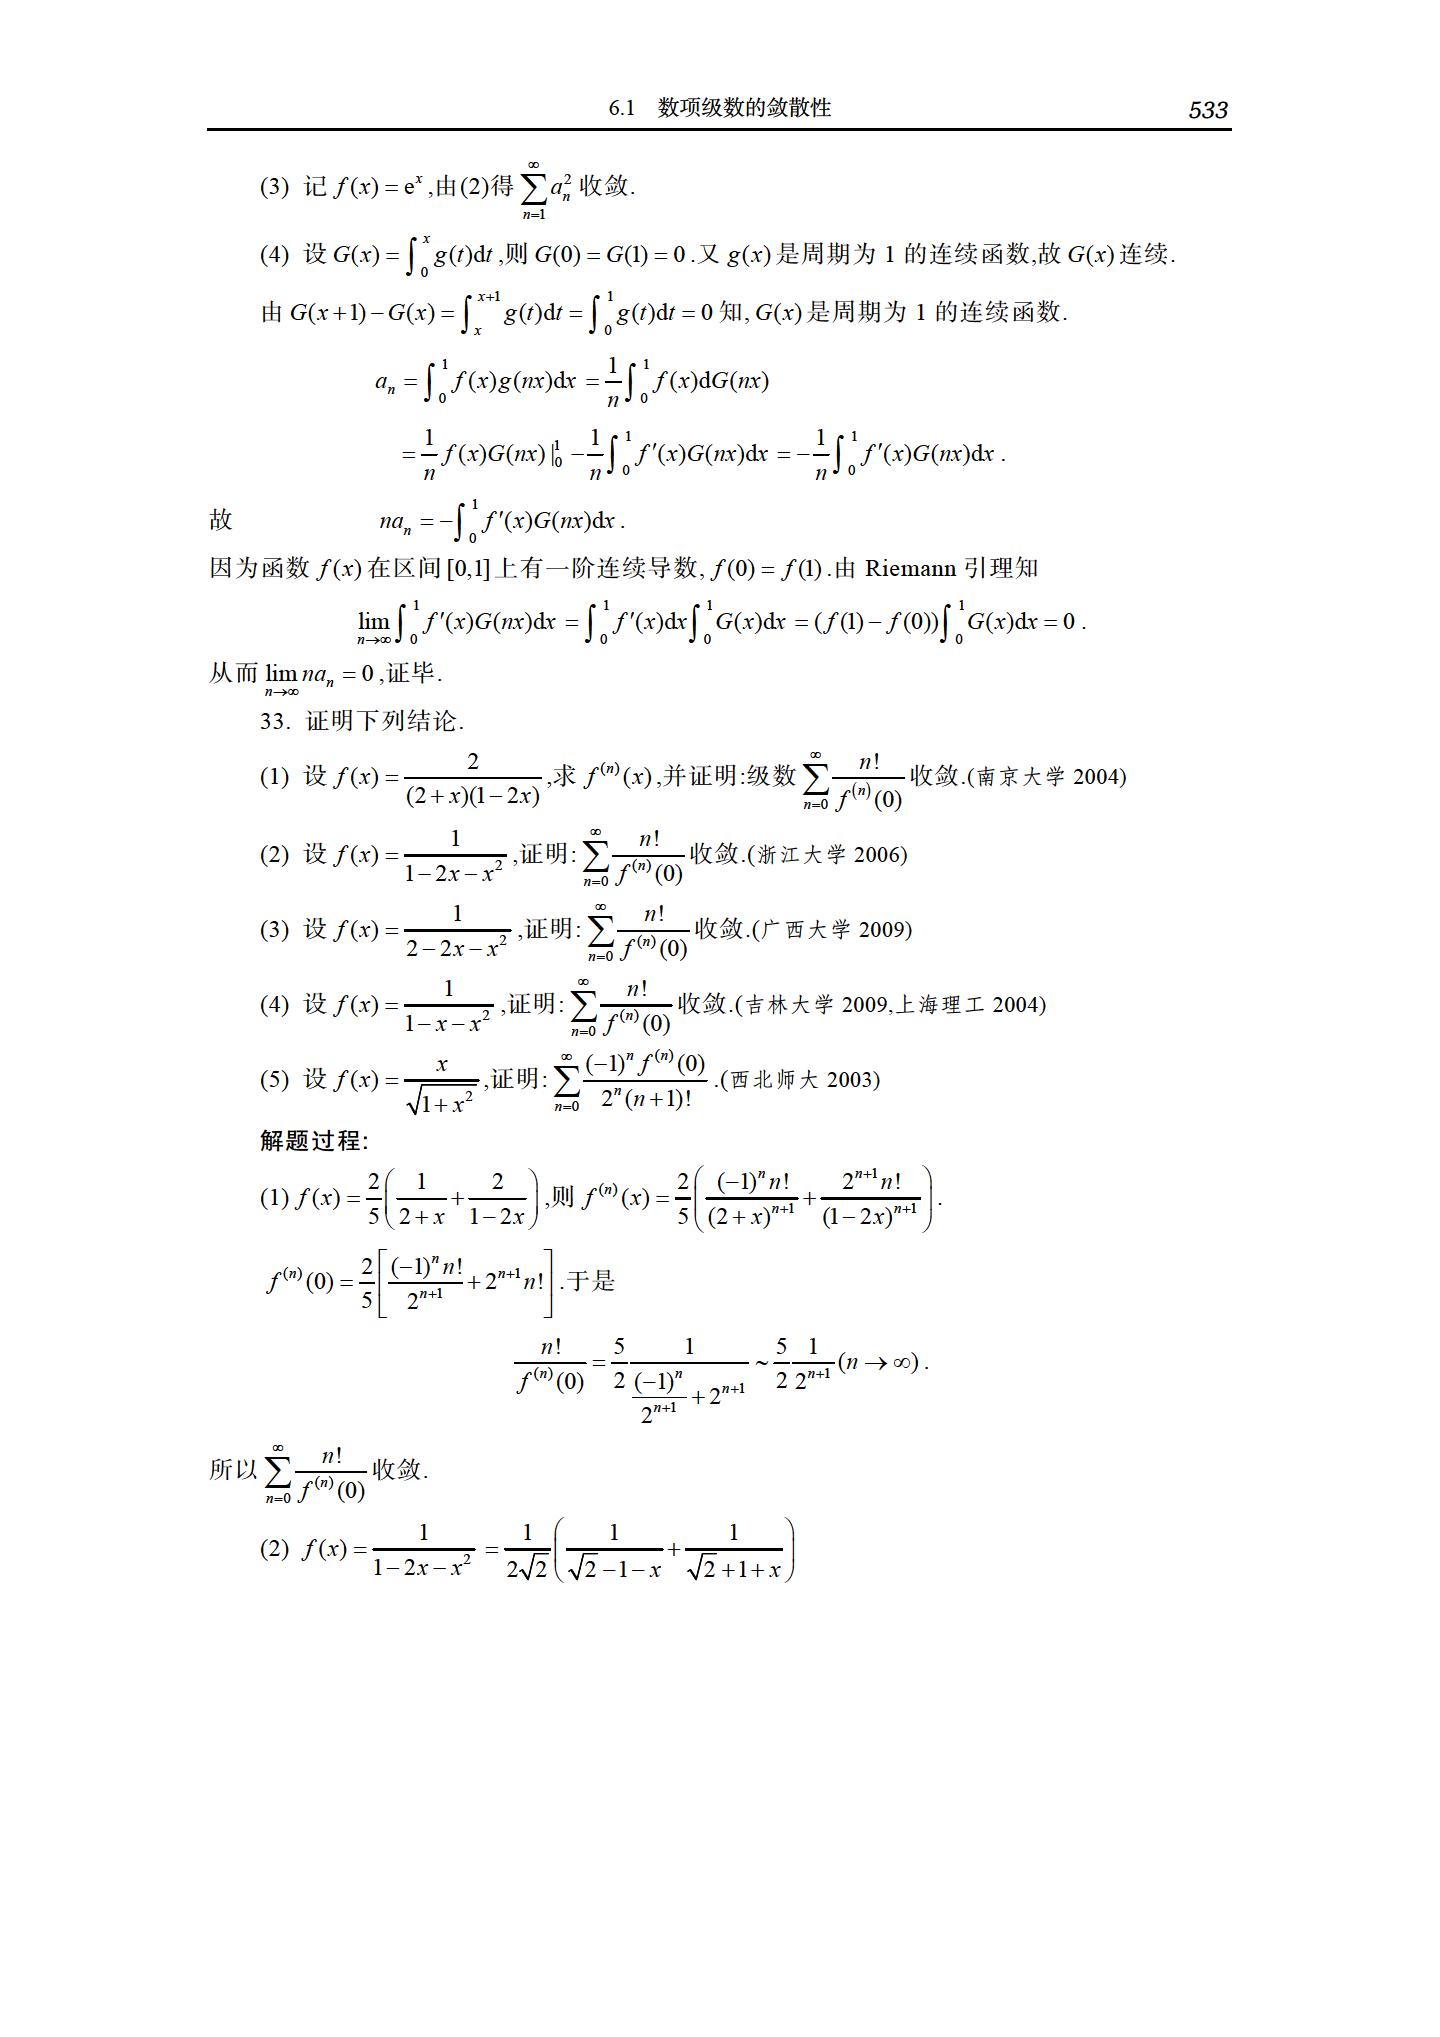 6.1 数项级数的敛散性 533
(3) 记 $f(x)=\mathrm{e}^x$ ,由(2)得 $\sum_{n=1}^{\infty} a_n^2$ 收敛.
(4) 设 $G(x)=\int_0^x g(t)\mathrm{d}t$ ,则 $G(0)=G(1)=0$ .又 $g(x)$ 是周期为 1 的连续函数,故 $G(x)$ 连续.
由 $G(x+1)-G(x)=\int_x^{x+1} g(t)\mathrm{d}t=\int_0^1 g(t)\mathrm{d}t=0$ 知, $G(x)$ 是周期为 1 的连续函数.
$a_n=\int_0^1 f(x)g(nx)\mathrm{d}x=\frac{1}{n}\int_0^1 f(x)\mathrm{d}G(nx)$
$=\frac{1}{n}f(x)G(nx)|_0^1-\frac{1}{n}\int_0^1 f'(x)G(nx)\mathrm{d}x=-\frac{1}{n}\int_0^1 f'(x)G(nx)\mathrm{d}x$ .
故 $na_n=-\int_0^1 f'(x)G(nx)\mathrm{d}x$ .
因为函数 $f(x)$ 在区间 $[0,1]$ 上有一阶连续导数, $f(0)=f(1)$ .由 Riemann 引理知
$\lim_{n\to\infty}\int_0^1 f'(x)G(nx)\mathrm{d}x=\int_0^1 f'(x)\mathrm{d}x\int_0^1 G(x)\mathrm{d}x=(f(1)-f(0))\int_0^1 G(x)\mathrm{d}x=0$ .
从而 $\lim_{n\to\infty} na_n=0$ ,证毕.
33. 证明下列结论.
(1) 设 $f(x)=\frac{2}{(2+x)(1-2x)}$ ,求 $f^{(n)}(x)$ ,并证明:级数 $\sum_{n=0}^{\infty}\frac{n!}{f^{(n)}(0)}$ 收敛.(南京大学 2004)
(2) 设 $f(x)=\frac{1}{1-2x-x^2}$ ,证明: $\sum_{n=0}^{\infty}\frac{n!}{f^{(n)}(0)}$ 收敛.(浙江大学 2006)
(3) 设 $f(x)=\frac{1}{2-2x-x^2}$ ,证明: $\sum_{n=0}^{\infty}\frac{n!}{f^{(n)}(0)}$ 收敛.(广西大学 2009)
(4) 设 $f(x)=\frac{1}{1-x-x^2}$ ,证明: $\sum_{n=0}^{\infty}\frac{n!}{f^{(n)}(0)}$ 收敛.(吉林大学 2009,上海理工 2004)
(5) 设 $f(x)=\frac{x}{\sqrt{1+x^2}}$ ,证明: $\sum_{n=0}^{\infty}\frac{(-1)^n f^{(n)}(0)}{2^n(n+1)!}$ .(西北师大 2003)
解题过程:
(1) $f(x)=\frac{2}{5}\left(\frac{1}{2+x}+\frac{2}{1-2x}\right)$ ,则 $f^{(n)}(x)=\frac{2}{5}\left(\frac{(-1)^n n!}{(2+x)^{n+1}}+\frac{2^{n+1}n!}{(1-2x)^{n+1}}\right)$ .
$f^{(n)}(0)=\frac{2}{5}\left[\frac{(-1)^n n!}{2^{n+1}}+2^{n+1}n!\right]$ .于是
$\frac{n!}{f^{(n)}(0)}=\frac{5}{2}\frac{1}{\frac{(-1)^n}{2^{n+1}}+2^{n+1}}\sim\frac{5}{2}\frac{1}{2^{n+1}}(n\to\infty)$ .
所以 $\sum_{n=0}^{\infty}\frac{n!}{f^{(n)}(0)}$ 收敛.
(2) $f(x)=\frac{1}{1-2x-x^2}=\frac{1}{2\sqrt{2}}\left(\frac{1}{\sqrt{2}-1-x}+\frac{1}{\sqrt{2}+1+x}\right)$